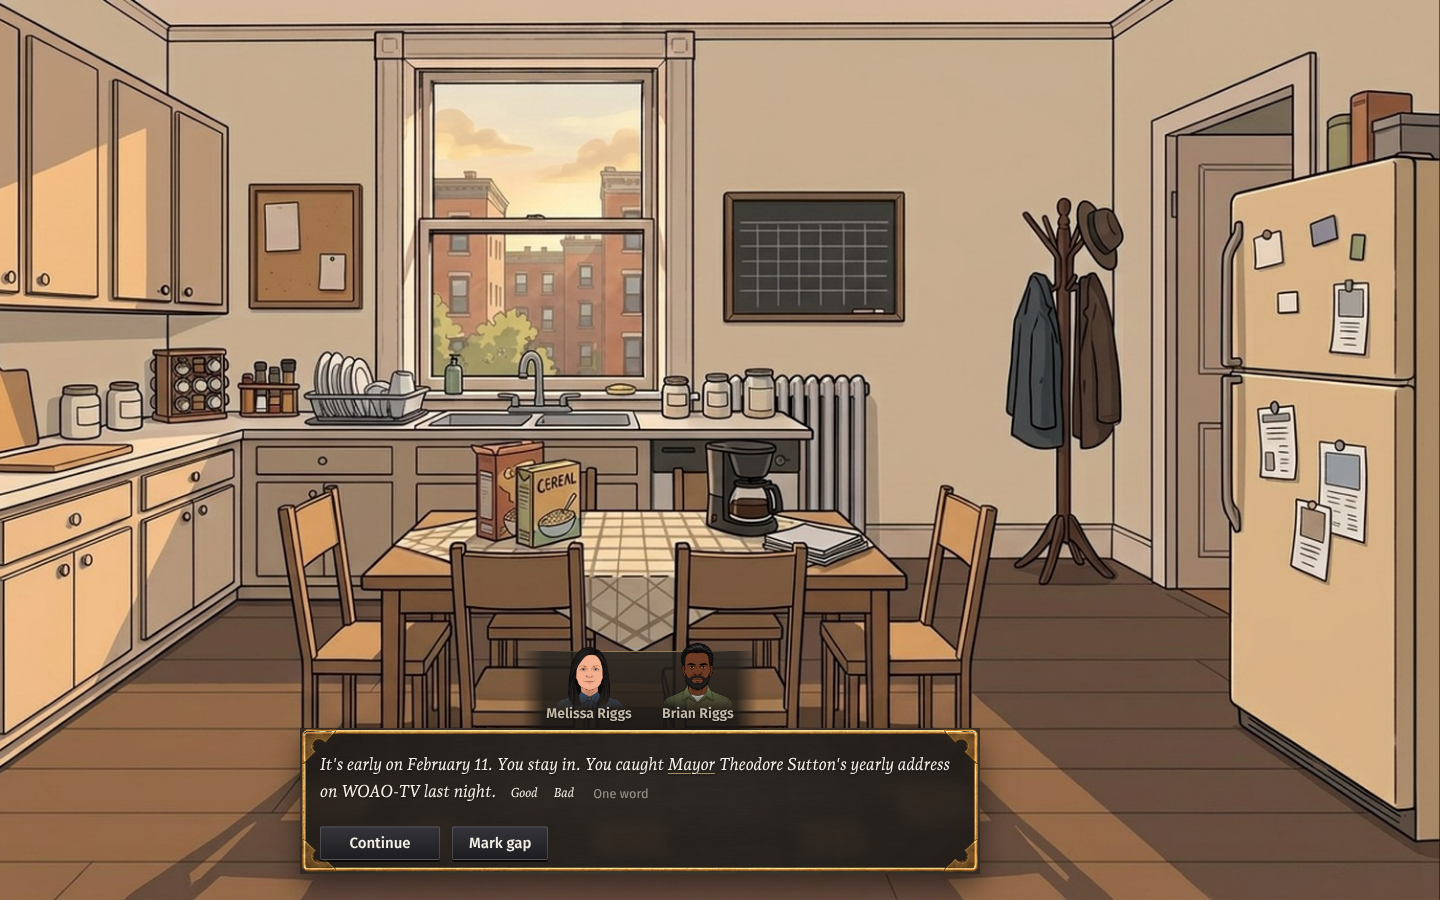 CEREAL
Melissa Riggs
Brian Riggs
It's early on February 11. You stay in. You caught Mayor Theodore Sutton's yearly address
on WOAO-TV last night. Good Bad One word
Continue
Mark gap